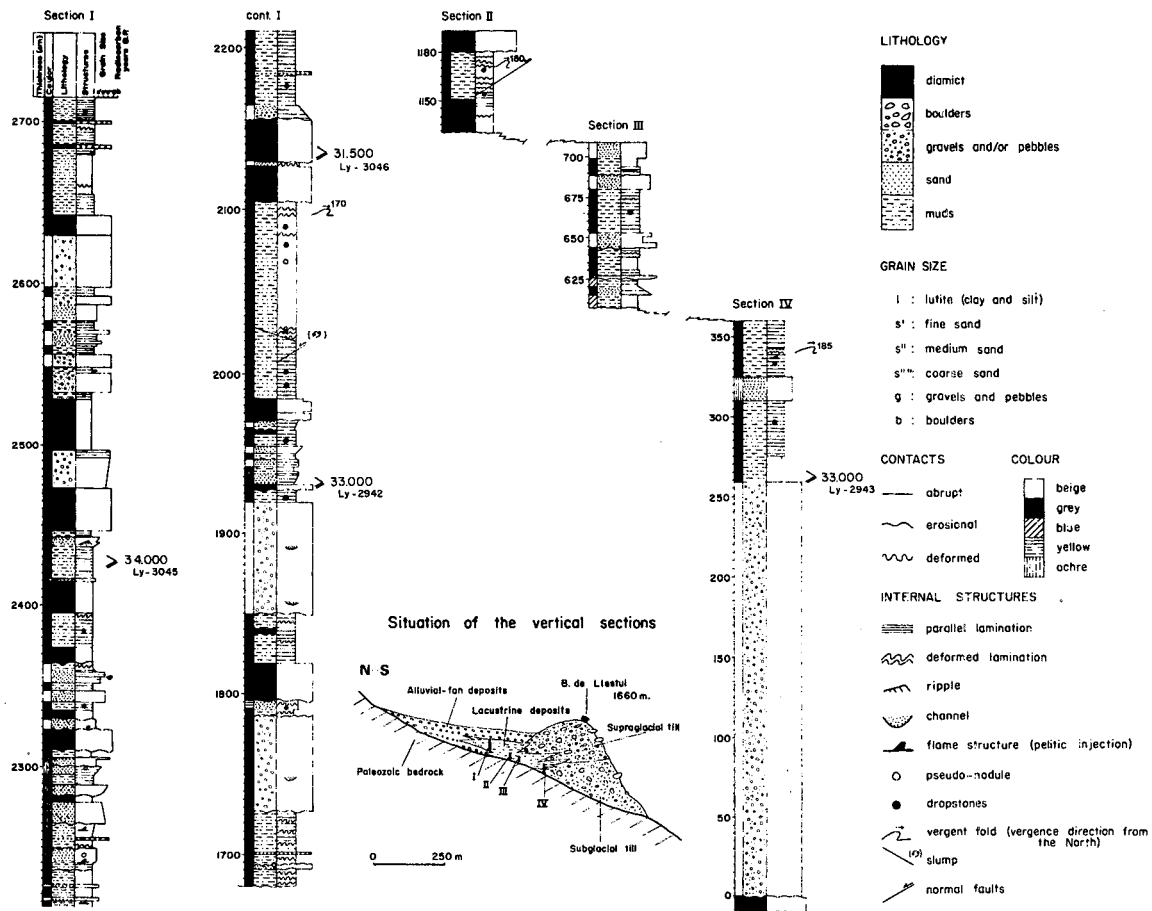 Section I
Thickness (cm)
Colour
Lithology
Structures
Grain Size
Radiocarbon
years B.P.
2700
2600
2500
2400
2300
34.000
Ly-3045
cont. I
2200
2100
2000
1900
1800
1700
31.500
Ly-3046
170
33.000
Ly-2942
Section II
1180
1150
180
Section III
700
675
650
625
Section IV
350
300
250
200
150
100
50
0
185
33.000
Ly-2943
Situation of the vertical sections
N S
Alluvial-fan deposits
Lacustrine deposits
B. de Llestui
1660 m.
Supraglacial till
Paleozoic bedrock
I
II
III
IV
Subglacial till
0 250 m
LITHOLOGY
diamict
boulders
gravels and/or pebbles
sand
muds
GRAIN SIZE
l : lutite (clay and silt)
s' : fine sand
s" : medium sand
s"" : coarse sand
g : gravels and pebbles
b : boulders
CONTACTS
abrupt
erosional
deformed
COLOUR
beige
grey
blue
yellow
ochre
INTERNAL STRUCTURES
parallel lamination
deformed lamination
ripple
channel
flame structure (pelitic injection)
pseudo-nodule
dropstones
vergent fold (vergence direction from
the North)
slump
normal faults